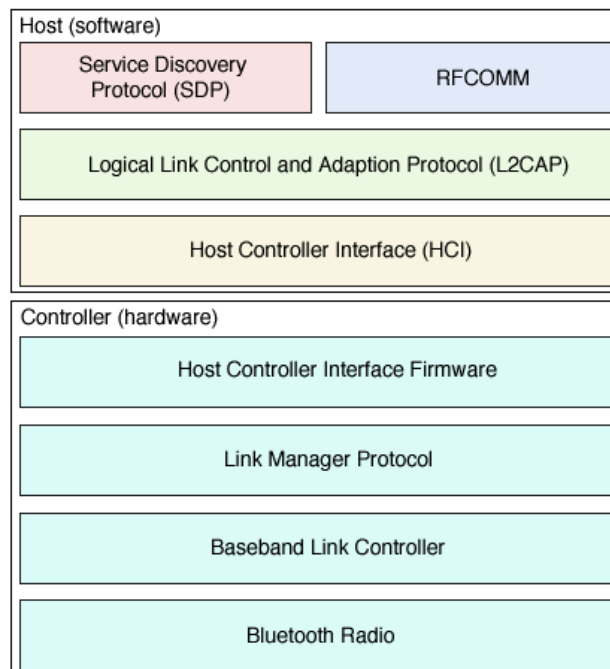 Host (software)
Service Discovery
Protocol (SDP)
RFCOMM
Logical Link Control and Adaption Protocol (L2CAP)
Host Controller Interface (HCI)
Controller (hardware)
Host Controller Interface Firmware
Link Manager Protocol
Baseband Link Controller
Bluetooth Radio